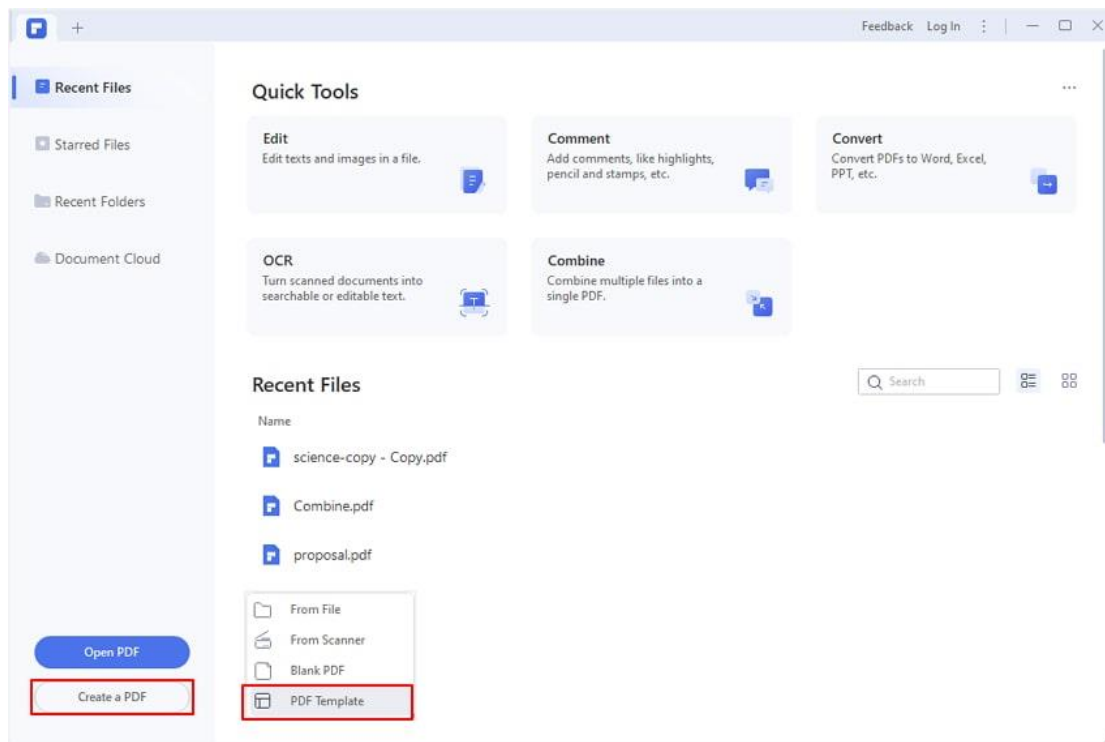 Feedback Log In
Recent Files
Starred Files
Recent Folders
Document Cloud
Open PDF
Create a PDF
Quick Tools
Edit
Edit texts and images in a file.
Comment
Add comments, like highlights,
pencil and stamps, etc.
Convert
Convert PDFs to Word, Excel,
PPT, etc.
OCR
Turn scanned documents into
searchable or editable text.
Combine
Combine multiple files into a
single PDF.
Recent Files
Search
Name
science-copy - Copy.pdf
Combine.pdf
proposal.pdf
From File
From Scanner
Blank PDF
PDF Template